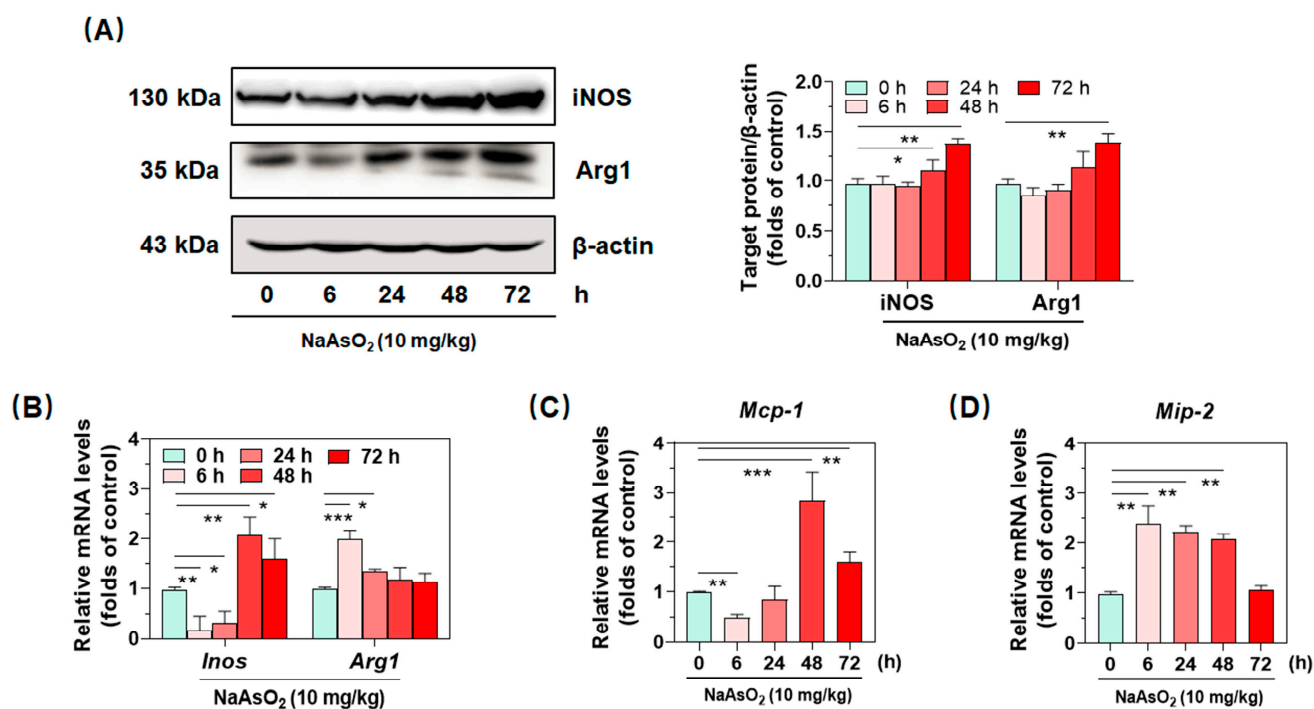 (A)
130 kDa
iNOS
35 kDa
Arg1
43 kDa
β-actin
0 6 24 48 72 h
NaAsO₂ (10 mg/kg)
Target protein/β-actin
(folds of control)
2.0
1.5
1.0
0.5
0.0
0 h 24 h 72 h
6 h 48 h
**
*
**
iNOS Arg1
NaAsO₂ (10 mg/kg)
(B)
Relative mRNA levels
(folds of control)
4
3
2
1
0
0 h 24 h 72 h
6 h 48 h
** *
** *
*** *
Inos Arg1
NaAsO₂ (10 mg/kg)
(C)
Mcp-1
Relative mRNA levels
(folds of control)
4
3
2
1
0
**
***
**
0 6 24 48 72 (h)
NaAsO₂ (10 mg/kg)
(D)
Mip-2
Relative mRNA levels
(folds of control)
4
3
2
1
0
** ** **
0 6 24 48 72 (h)
NaAsO₂ (10 mg/kg)